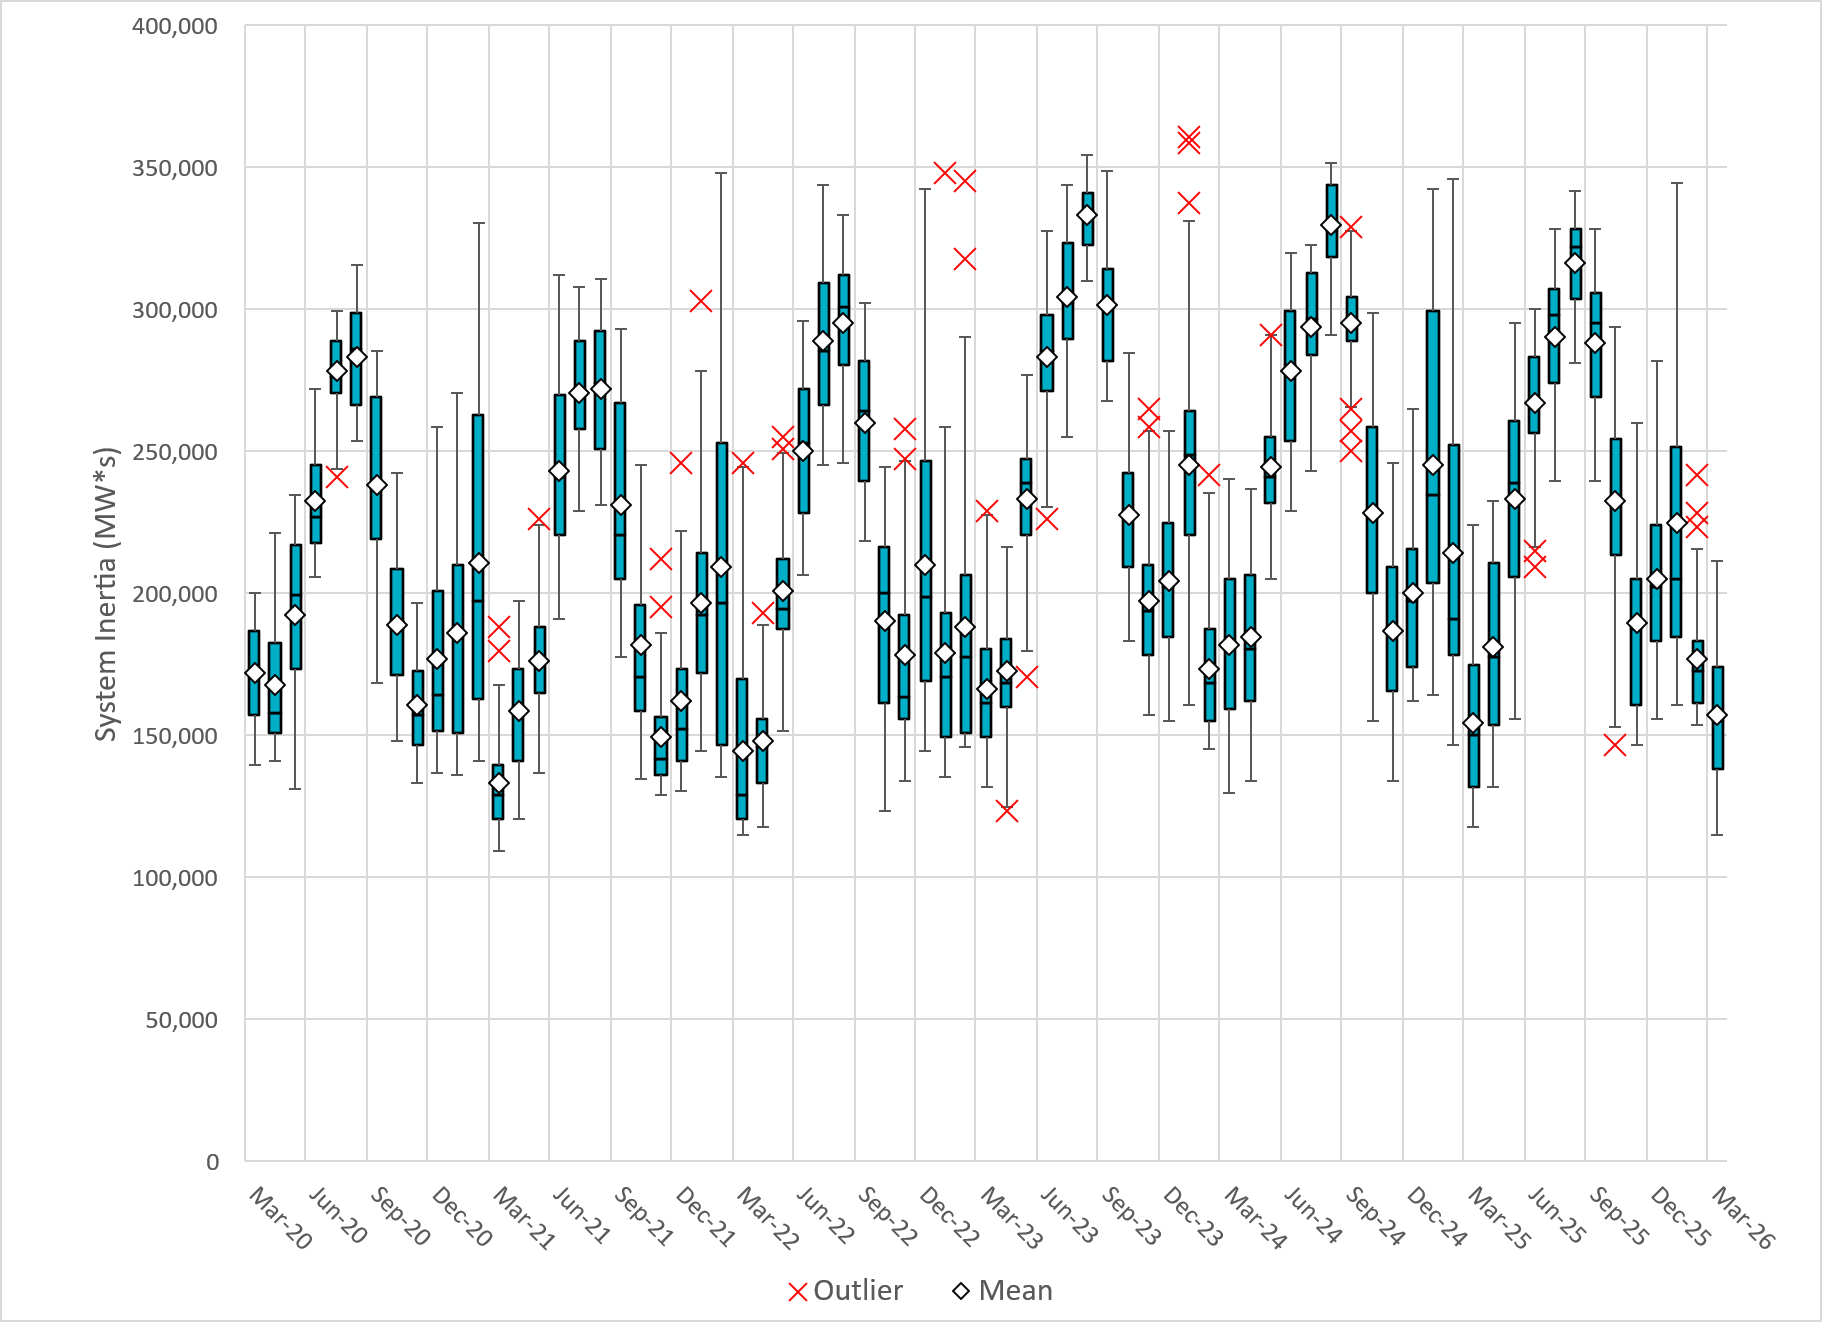 400,000
350,000
300,000
250,000
200,000
150,000
100,000
50,000
0
System Inertia (MW*s)
Mar-20
Jun-20
Sep-20
Dec-20
Mar-21
Jun-21
Sep-21
Dec-21
Mar-22
Jun-22
Sep-22
Dec-22
Mar-23
Jun-23
Sep-23
Dec-23
Mar-24
Jun-24
Sep-24
Dec-24
Mar-25
Jun-25
Sep-25
Dec-25
Mar-26
Outlier Mean